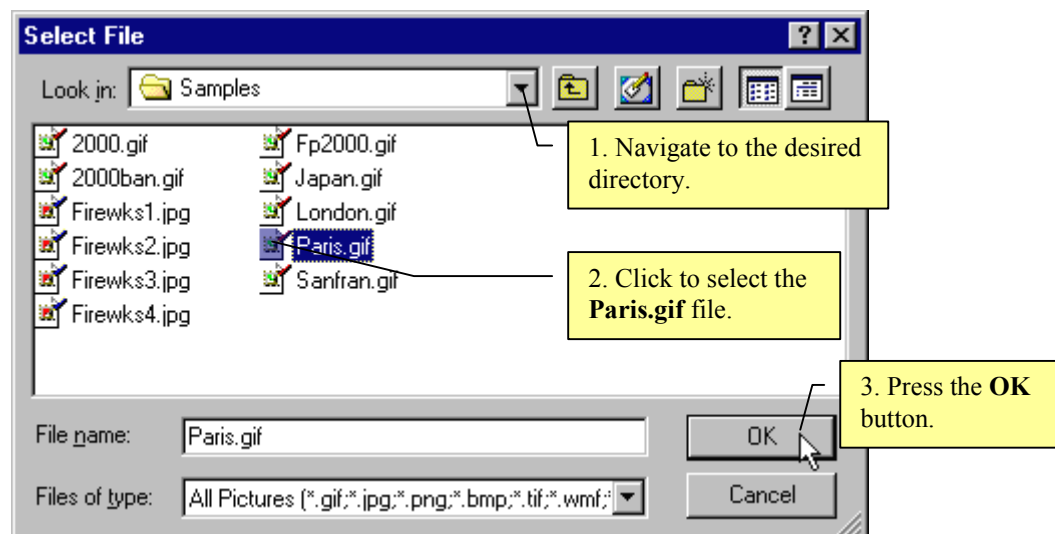 Select File
Look in: Samples
2000.gif
2000ban.gif
Firewks1.jpg
Firewks2.jpg
Firewks3.jpg
Firewks4.jpg
Fp2000.gif
Japan.gif
London.gif
Paris.gif
Sanfran.gif
1. Navigate to the desired
directory.
2. Click to select the
Paris.gif file.
3. Press the OK
button.
File name: Paris.gif
OK
Files of type: All Pictures (*.gif;*.jpg;*.png;*.bmp;*.tif;*.wmf;*
Cancel